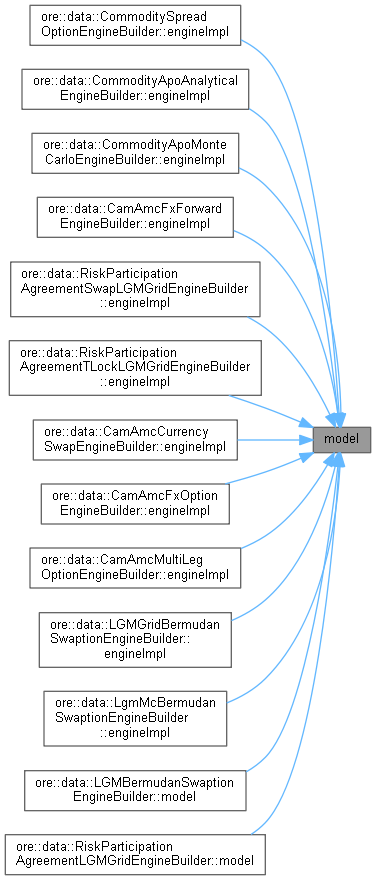 ore::data::CommoditySpread
OptionEngineBuilder::engineImpl
ore::data::CommodityApoAnalytical
EngineBuilder::engineImpl
ore::data::CommodityApoMonte
CarloEngineBuilder::engineImpl
ore::data::CamAmcFxForward
EngineBuilder::engineImpl
ore::data::RiskParticipation
AgreementSwapLGMGridEngineBuilder
::engineImpl
ore::data::RiskParticipation
AgreementTLockLGMGridEngineBuilder
::engineImpl
model
ore::data::CamAmcCurrency
SwapEngineBuilder::engineImpl
ore::data::CamAmcFxOption
EngineBuilder::engineImpl
ore::data::CamAmcMultiLeg
OptionEngineBuilder::engineImpl
ore::data::LGMGridBermudan
SwaptionEngineBuilder::
engineImpl
ore::data::LgmMcBermudan
SwaptionEngineBuilder
::engineImpl
ore::data::LGMBermudanSwaption
EngineBuilder::model
ore::data::RiskParticipation
AgreementLGMGridEngineBuilder::model